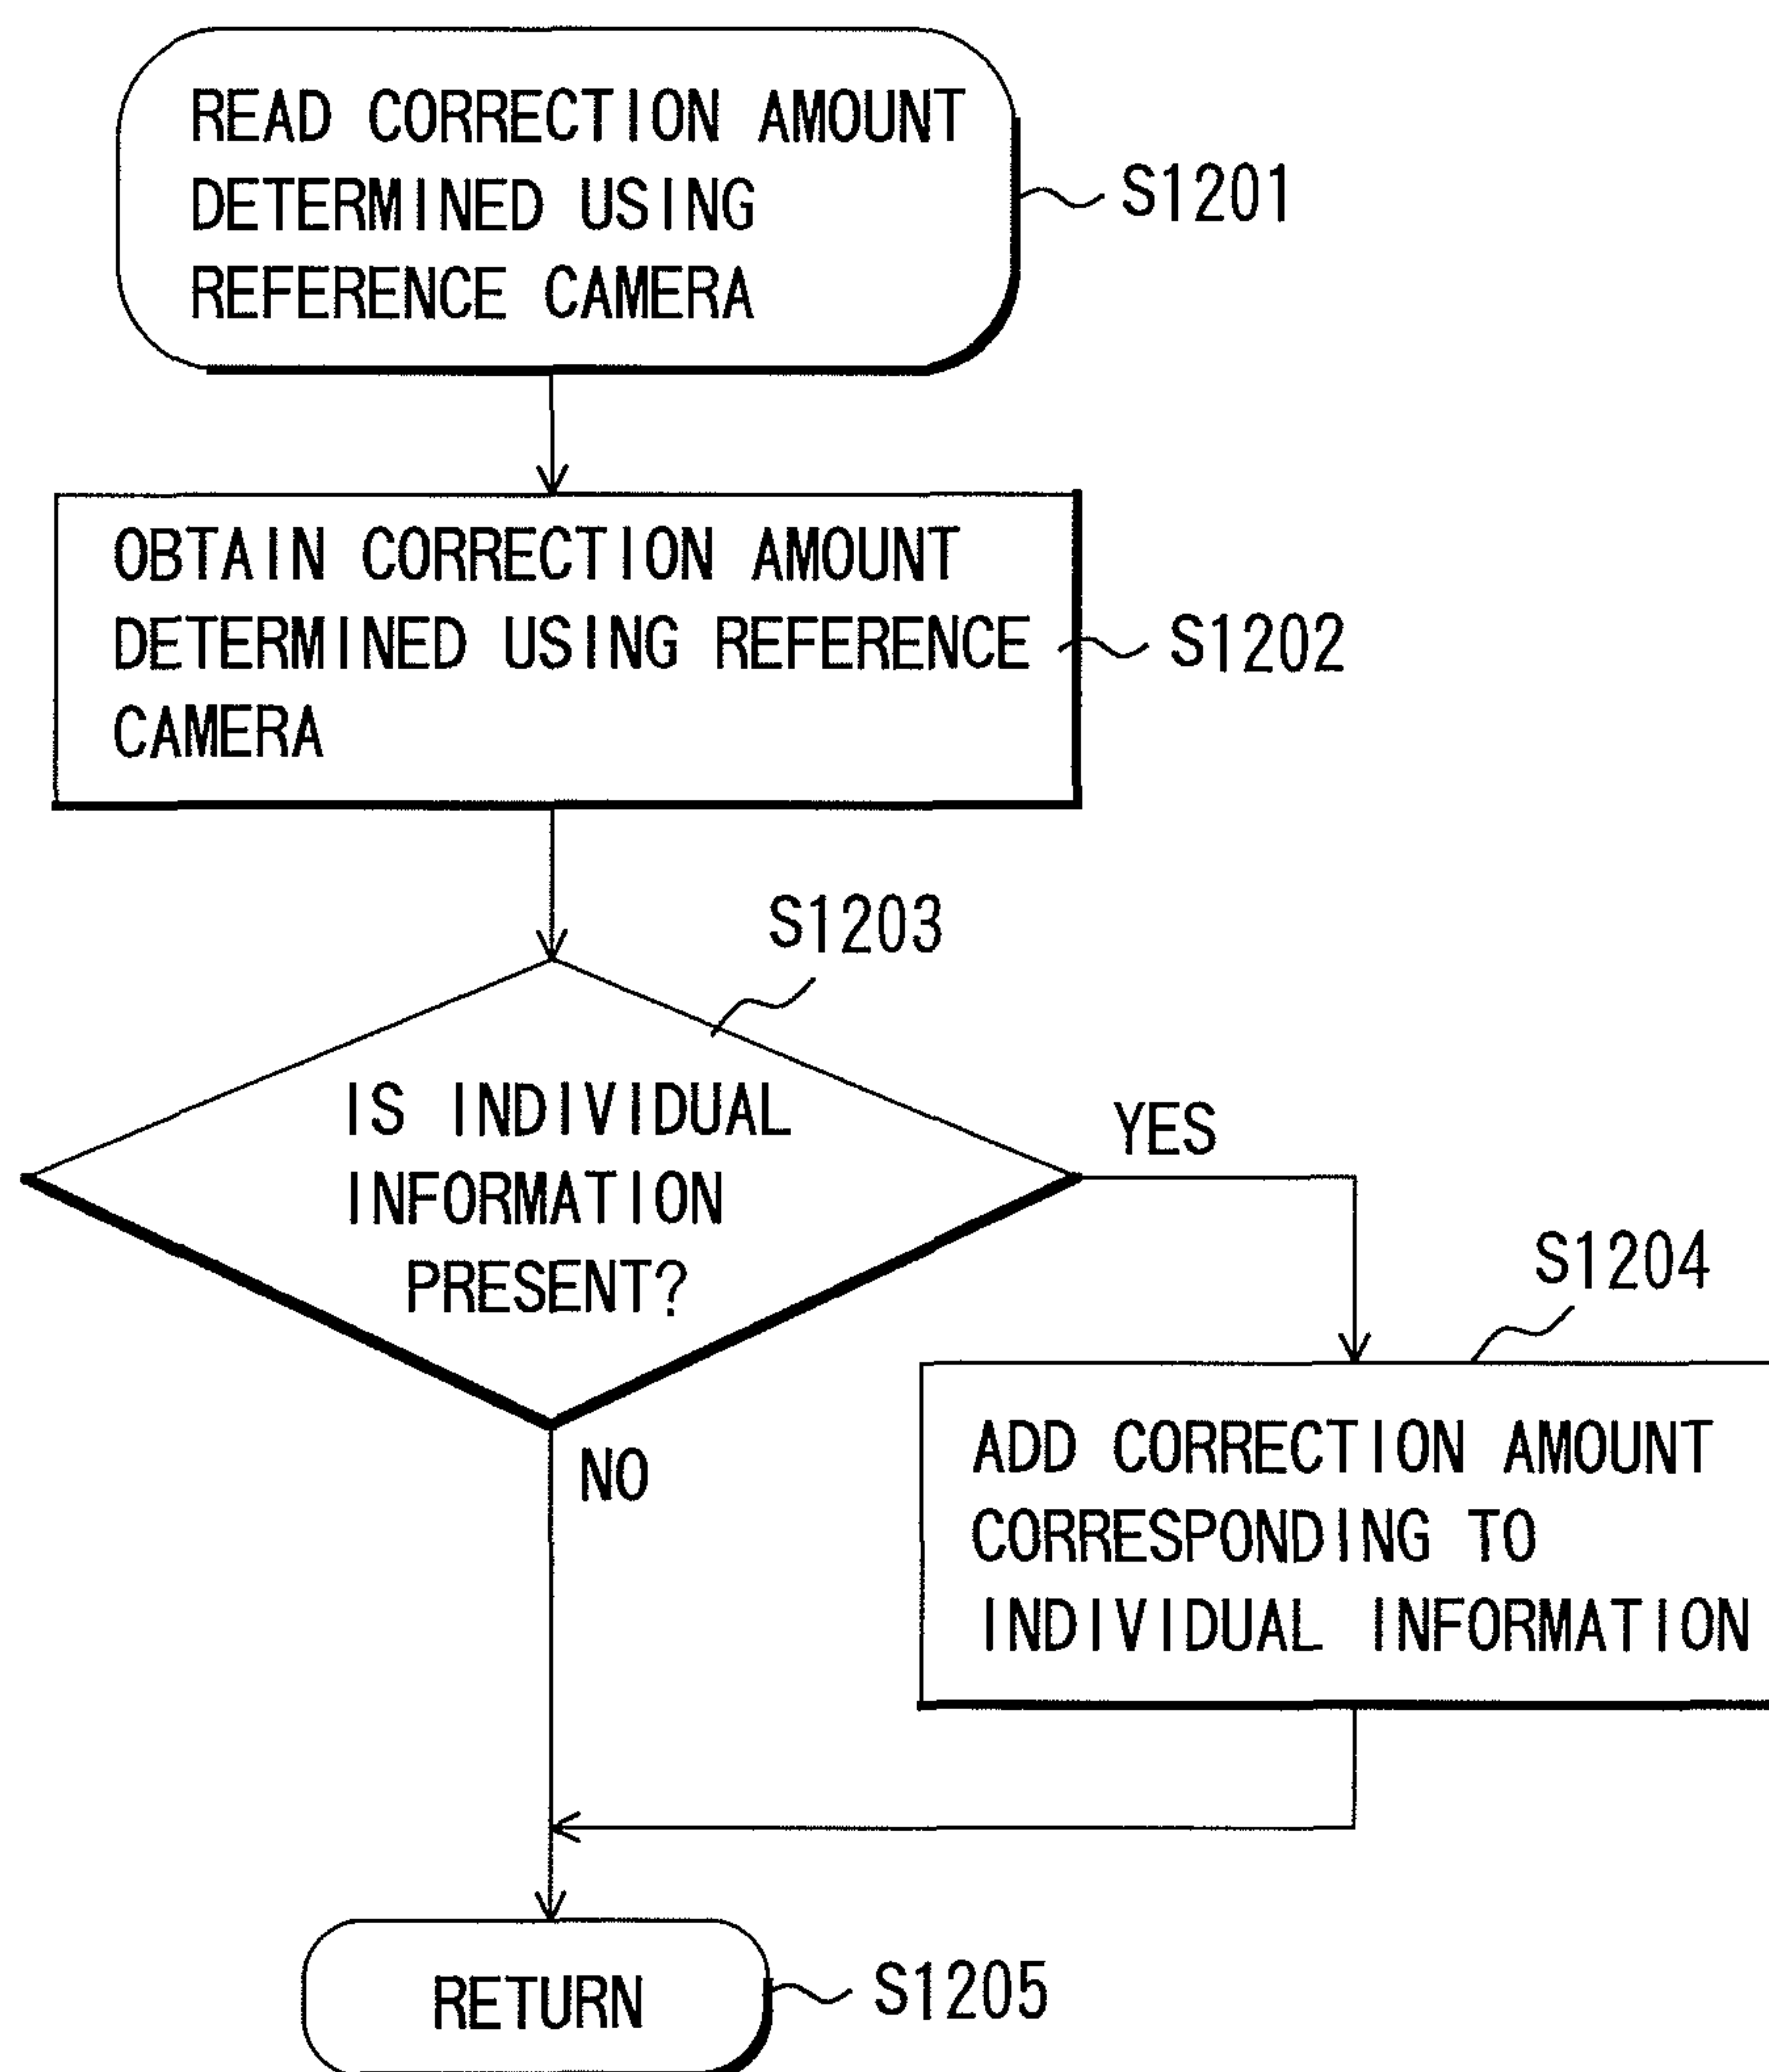 READ CORRECTION AMOUNT
DETERMINED USING
REFERENCE CAMERA
S1201
OBTAIN CORRECTION AMOUNT
DETERMINED USING REFERENCE
CAMERA
S1202
S1203
IS INDIVIDUAL
INFORMATION
PRESENT?
YES
NO
S1204
ADD CORRECTION AMOUNT
CORRESPONDING TO
INDIVIDUAL INFORMATION
RETURN
S1205